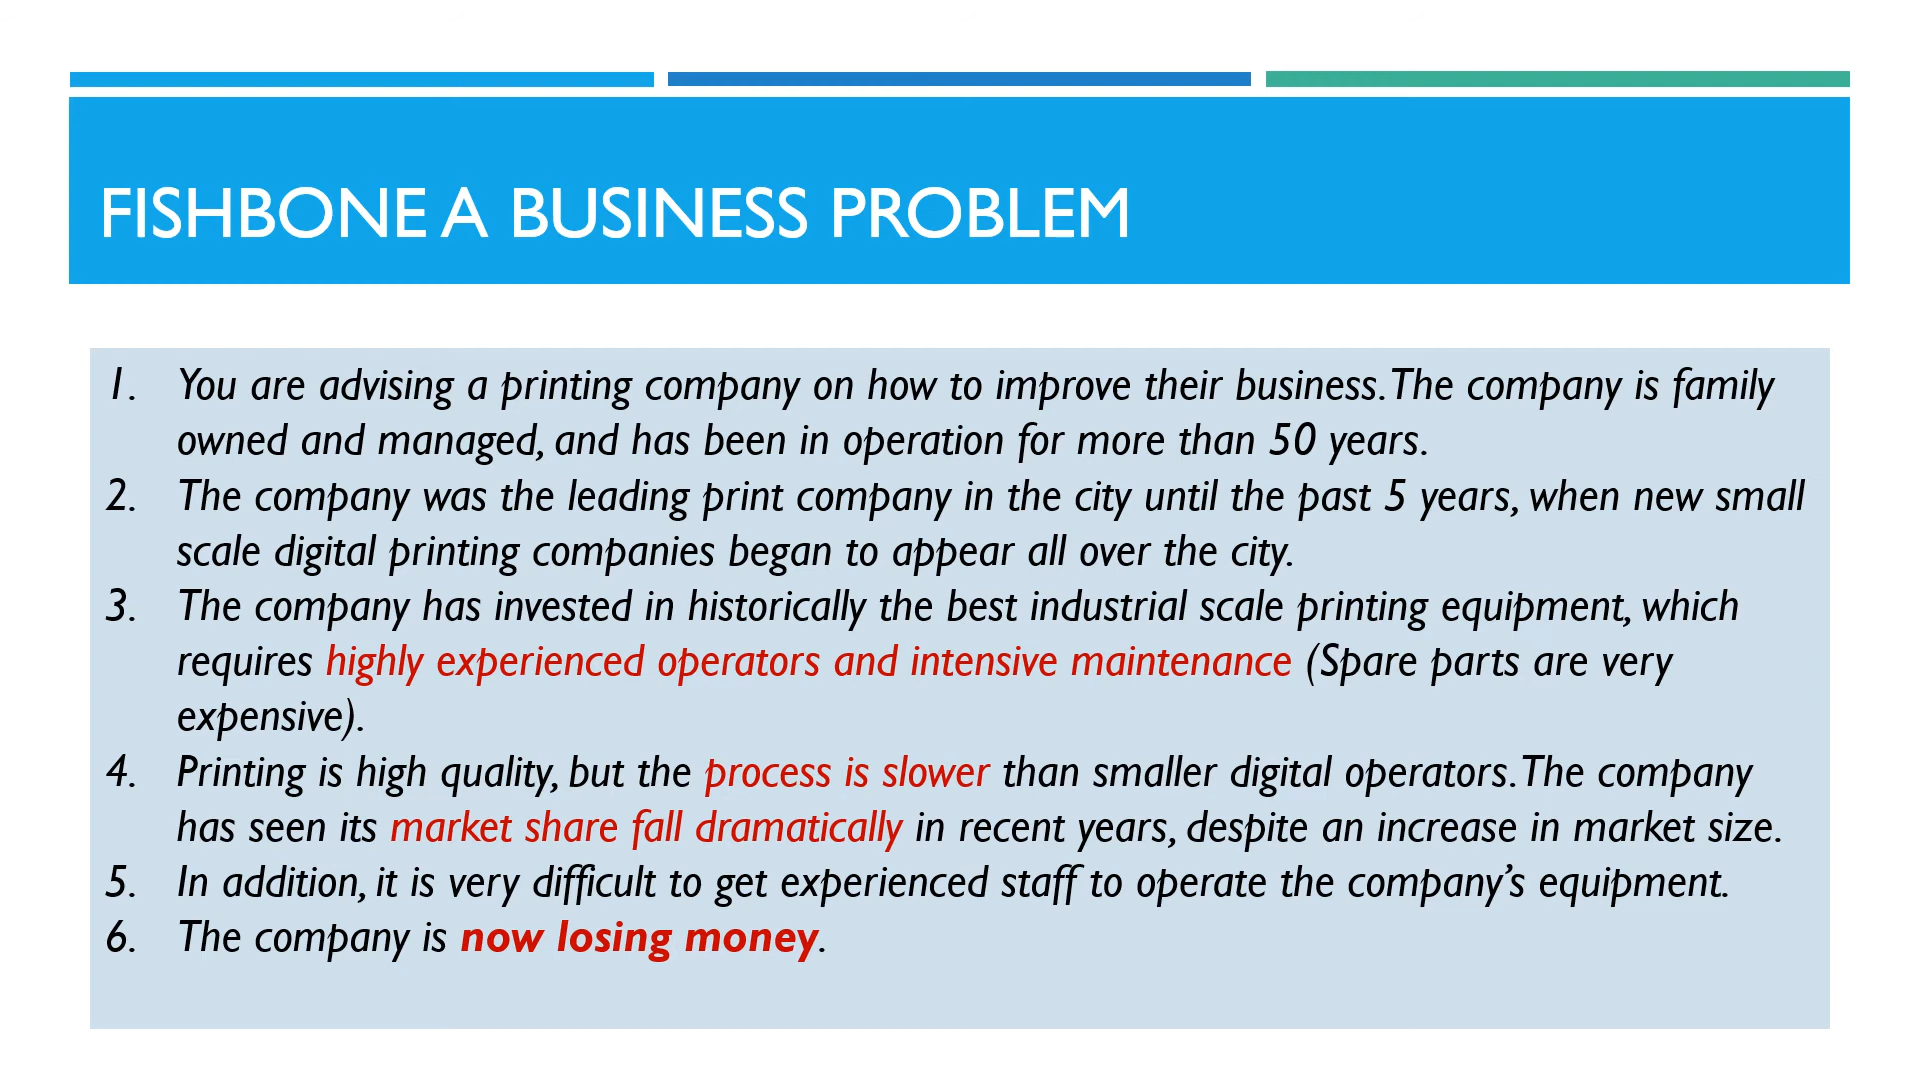 FISHBONE A BUSINESS PROBLEM
1. You are advising a printing company on how to improve their business. The company is family
owned and managed, and has been in operation for more than 50 years.
2. The company was the leading print company in the city until the past 5 years, when new small
scale digital printing companies began to appear all over the city.
3. The company has invested in historically the best industrial scale printing equipment, which
requires highly experienced operators and intensive maintenance (Spare parts are very
expensive).
4. Printing is high quality, but the process is slower than smaller digital operators. The company
has seen its market share fall dramatically in recent years, despite an increase in market size.
5. In addition, it is very difficult to get experienced staff to operate the company’s equipment.
6. The company is now losing money.